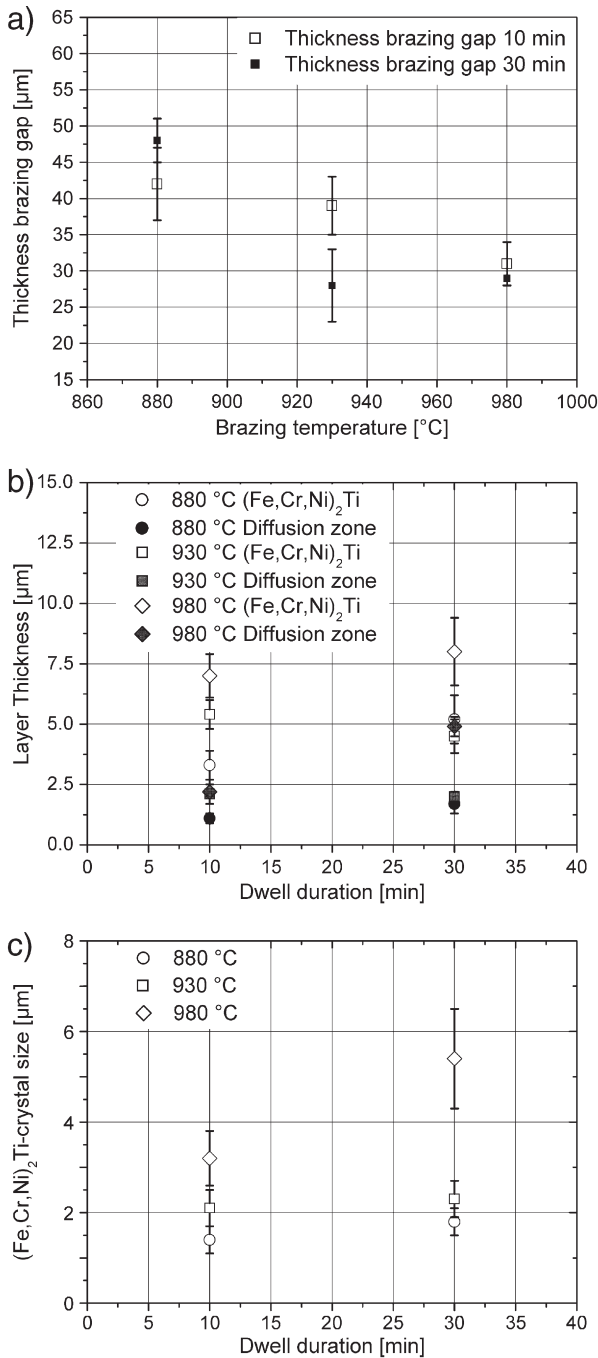 a)
65
60
55
50
45
40
35
30
25
20
15
Thickness brazing gap [µm]
Thickness brazing gap 10 min
Thickness brazing gap 30 min
860 880 900 920 940 960 980 1000
Brazing temperature [°C]
b)
15.0
12.5
10.0
7.5
5.0
2.5
0.0
Layer Thickness [µm]
880 °C (Fe,Cr,Ni)₂Ti
880 °C Diffusion zone
930 °C (Fe,Cr,Ni)₂Ti
930 °C Diffusion zone
980 °C (Fe,Cr,Ni)₂Ti
980 °C Diffusion zone
0 5 10 15 20 25 30 35 40
Dwell duration [min]
c)
8
6
4
2
0
(Fe,Cr,Ni)₂Ti-crystal size [µm]
880 °C
930 °C
980 °C
0 5 10 15 20 25 30 35 40
Dwell duration [min]